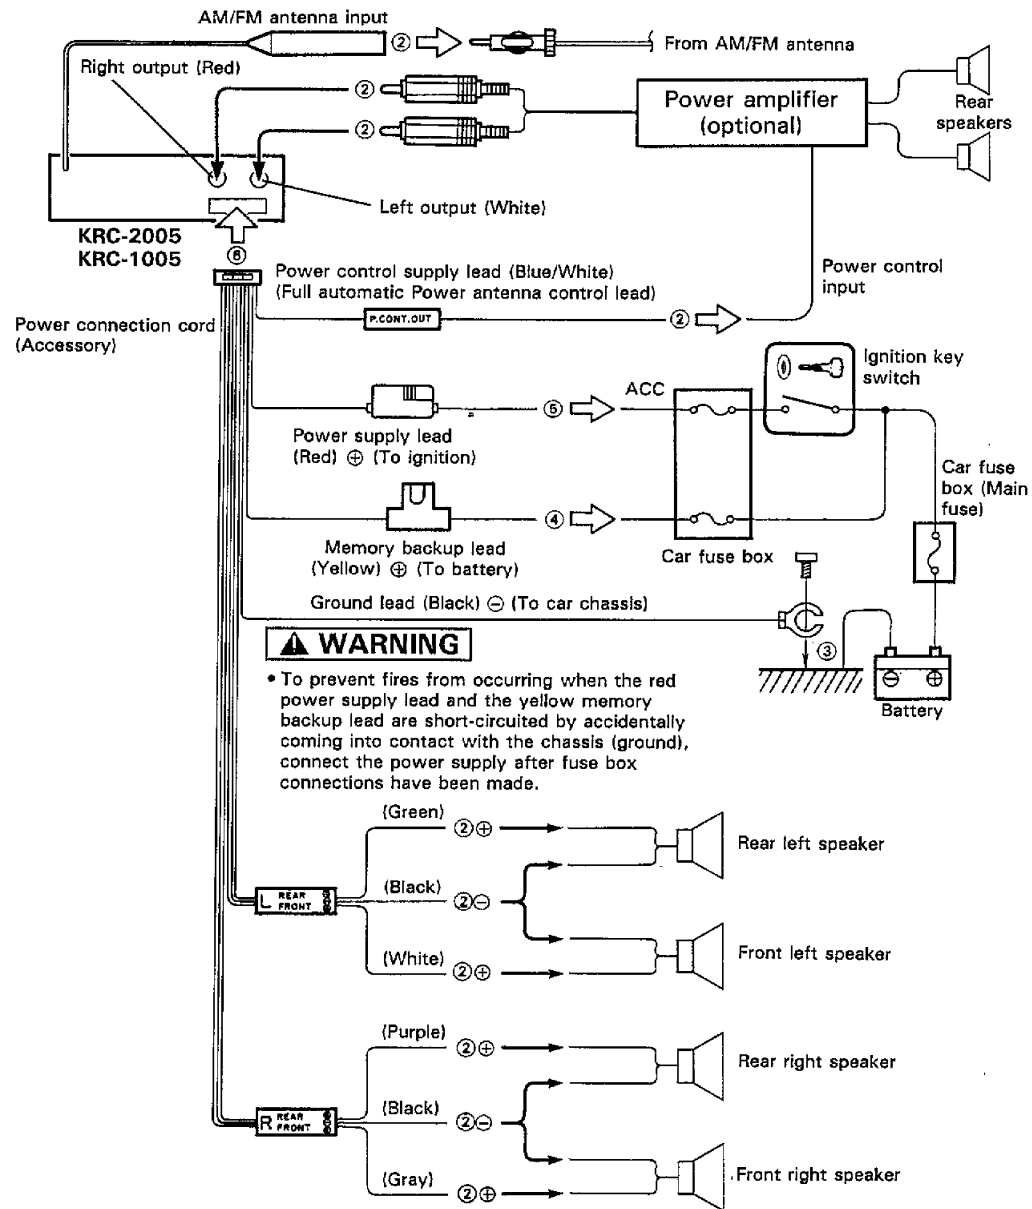 AM/FM antenna input
②
From AM/FM antenna
Right output (Red)
②
②
Power amplifier
(optional)
Rear
speakers
Left output (White)
KRC-2005
KRC-1005
⑥
Power control supply lead (Blue/White)
(Full automatic Power antenna control lead)
Power control
input
P.CONT.OUT
②
Power connection cord
(Accessory)
Ignition key
switch
ACC
⑤
Power supply lead
(Red) ⊕ (To ignition)
Car fuse
box (Main
fuse)
④
Memory backup lead
(Yellow) ⊕ (To battery)
Car fuse box
Ground lead (Black) ⊖ (To car chassis)
③
⊖ ⊕
Battery
WARNING
• To prevent fires from occurring when the red
power supply lead and the yellow memory
backup lead are short-circuited by accidentally
coming into contact with the chassis (ground),
connect the power supply after fuse box
connections have been made.
(Green)
②⊕
Rear left speaker
(Black)
②⊖
L REAR
FRONT
(White)
②⊕
Front left speaker
(Purple)
②⊕
Rear right speaker
(Black)
②⊖
R REAR
FRONT
(Gray)
②⊕
Front right speaker